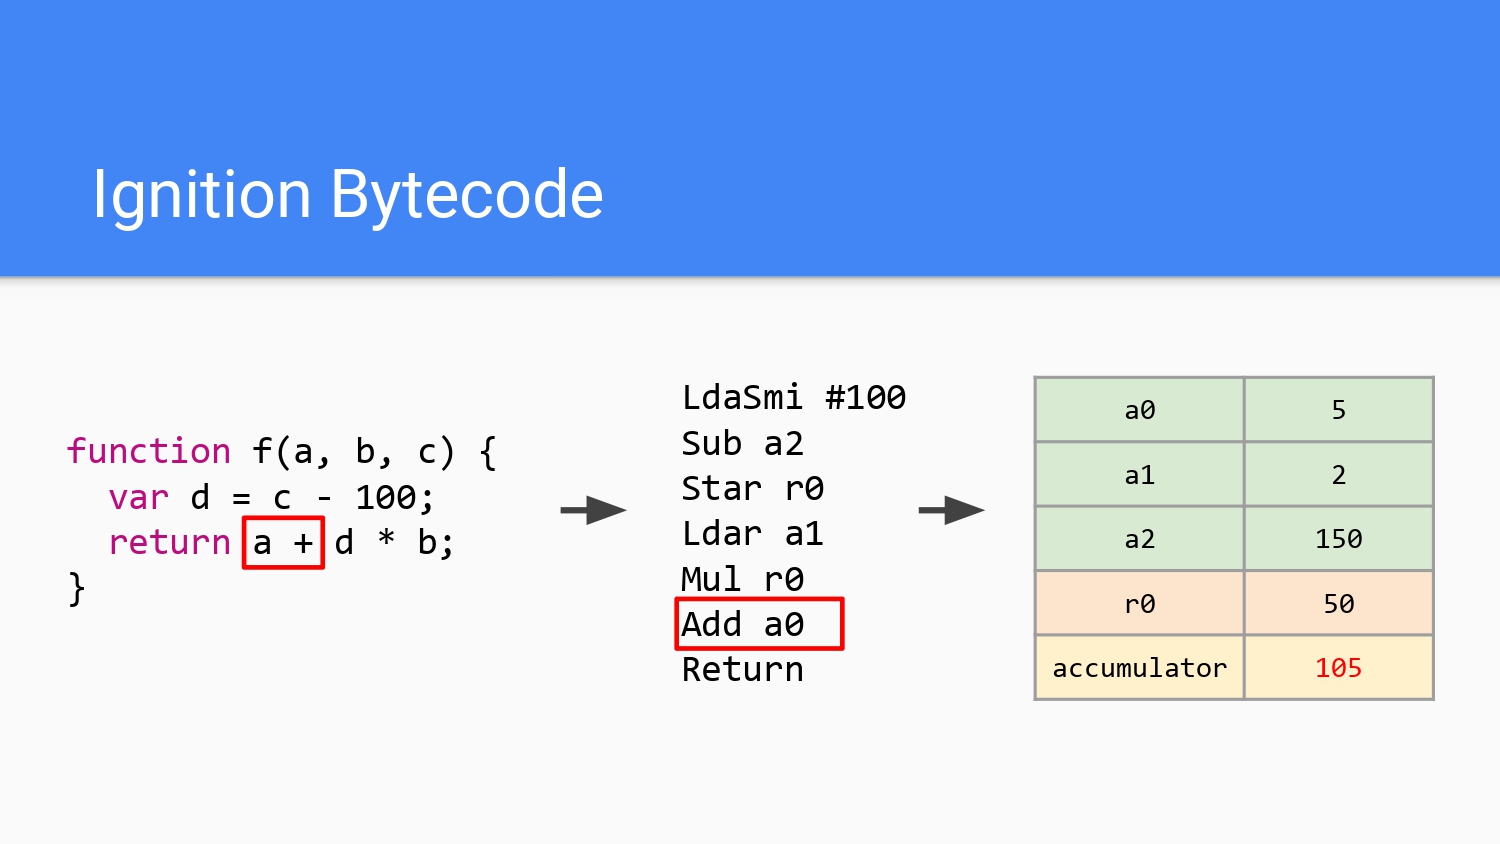 Ignition Bytecode
function f(a, b, c) {
  var d = c - 100;
  return a + d * b;
}
LdaSmi #100
Sub a2
Star r0
Ldar a1
Mul r0
Add a0
Return
a0 5
a1 2
a2 150
r0 50
accumulator 105